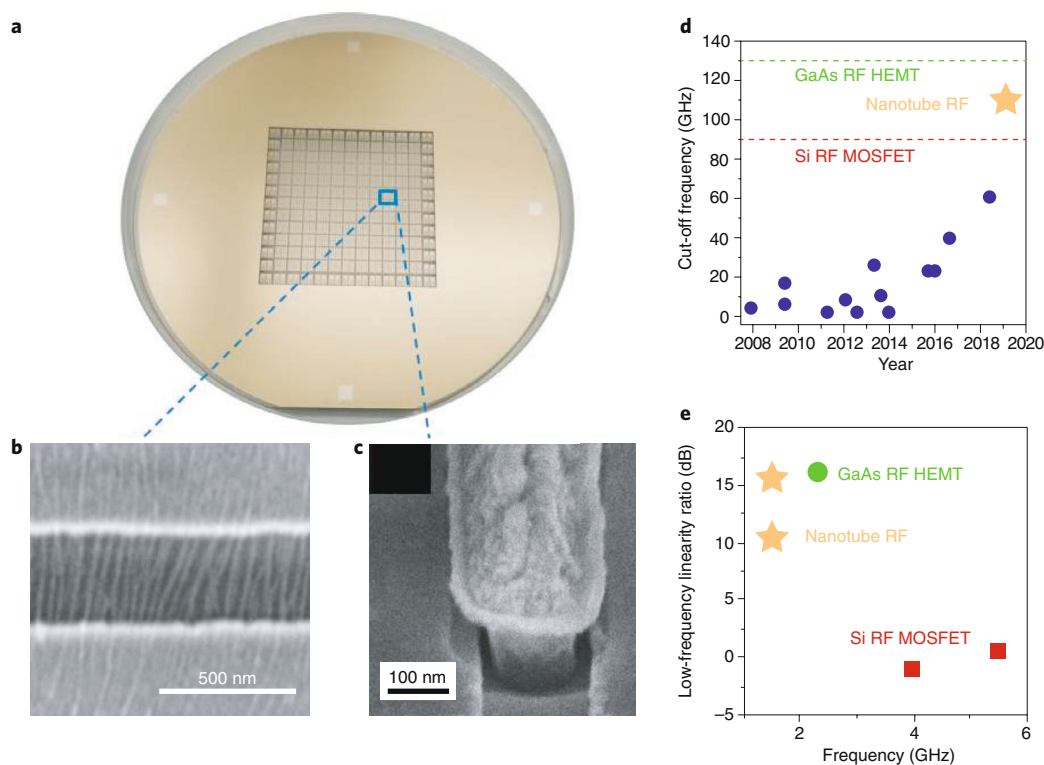 a
b
500 nm
c
100 nm
d
Cut-off frequency (GHz)
140
120
100
80
60
40
20
0
GaAs RF HEMT
Nanotube RF
Si RF MOSFET
2008 2010 2012 2014 2016 2018 2020
Year
e
Low-frequency linearity ratio (dB)
20
15
10
5
0
–5
GaAs RF HEMT
Nanotube RF
Si RF MOSFET
2 4 6
Frequency (GHz)